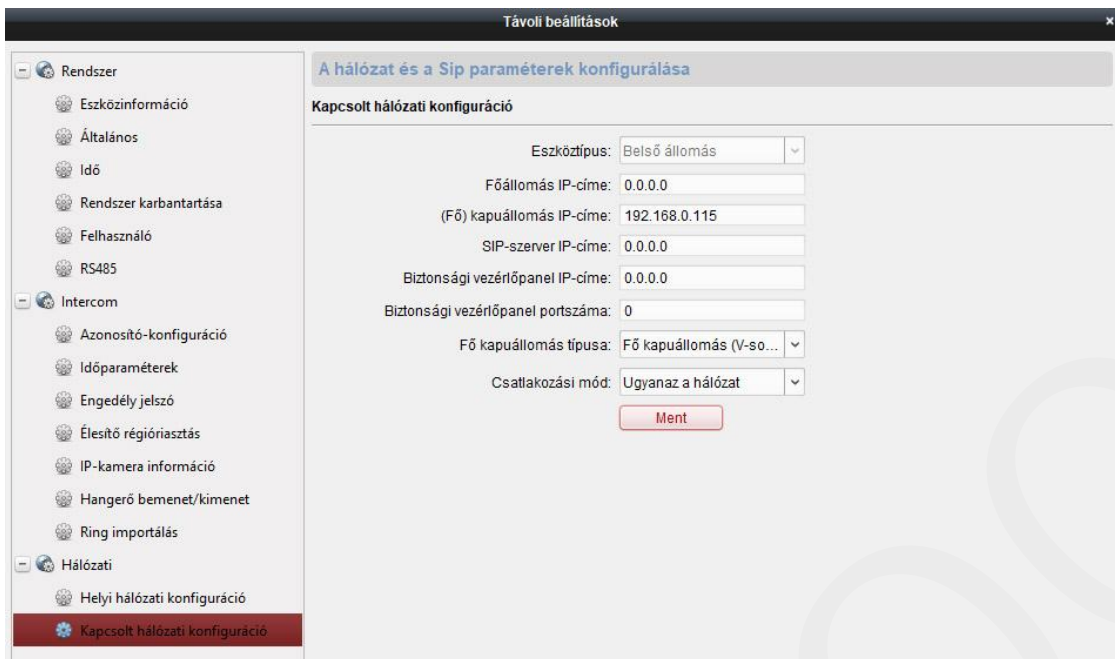 Távoli beállítások
Rendszer
Eszközinformáció
Általános
Idő
Rendszer karbantartása
Felhasználó
RS485
Intercom
Azonosító-konfiguráció
Időparaméterek
Engedély jelszó
Élesítő régióriasztás
IP-kamera információ
Hangerő bemenet/kimenet
Ring importálás
Hálózati
Helyi hálózati konfiguráció
Kapcsolt hálózati konfiguráció
A hálózat és a Sip paraméterek konfigurálása
Kapcsolt hálózati konfiguráció
Eszköztípus: Belső állomás
Főállomás IP-címe: 0.0.0.0
(Fő) kapuállomás IP-címe: 192.168.0.115
SIP-szerver IP-címe: 0.0.0.0
Biztonsági vezérlőpanel IP-címe: 0.0.0.0
Biztonsági vezérlőpanel portszáma: 0
Fő kapuállomás típusa: Fő kapuállomás (V-so...
Csatlakozási mód: Ugyanaz a hálózat
Ment